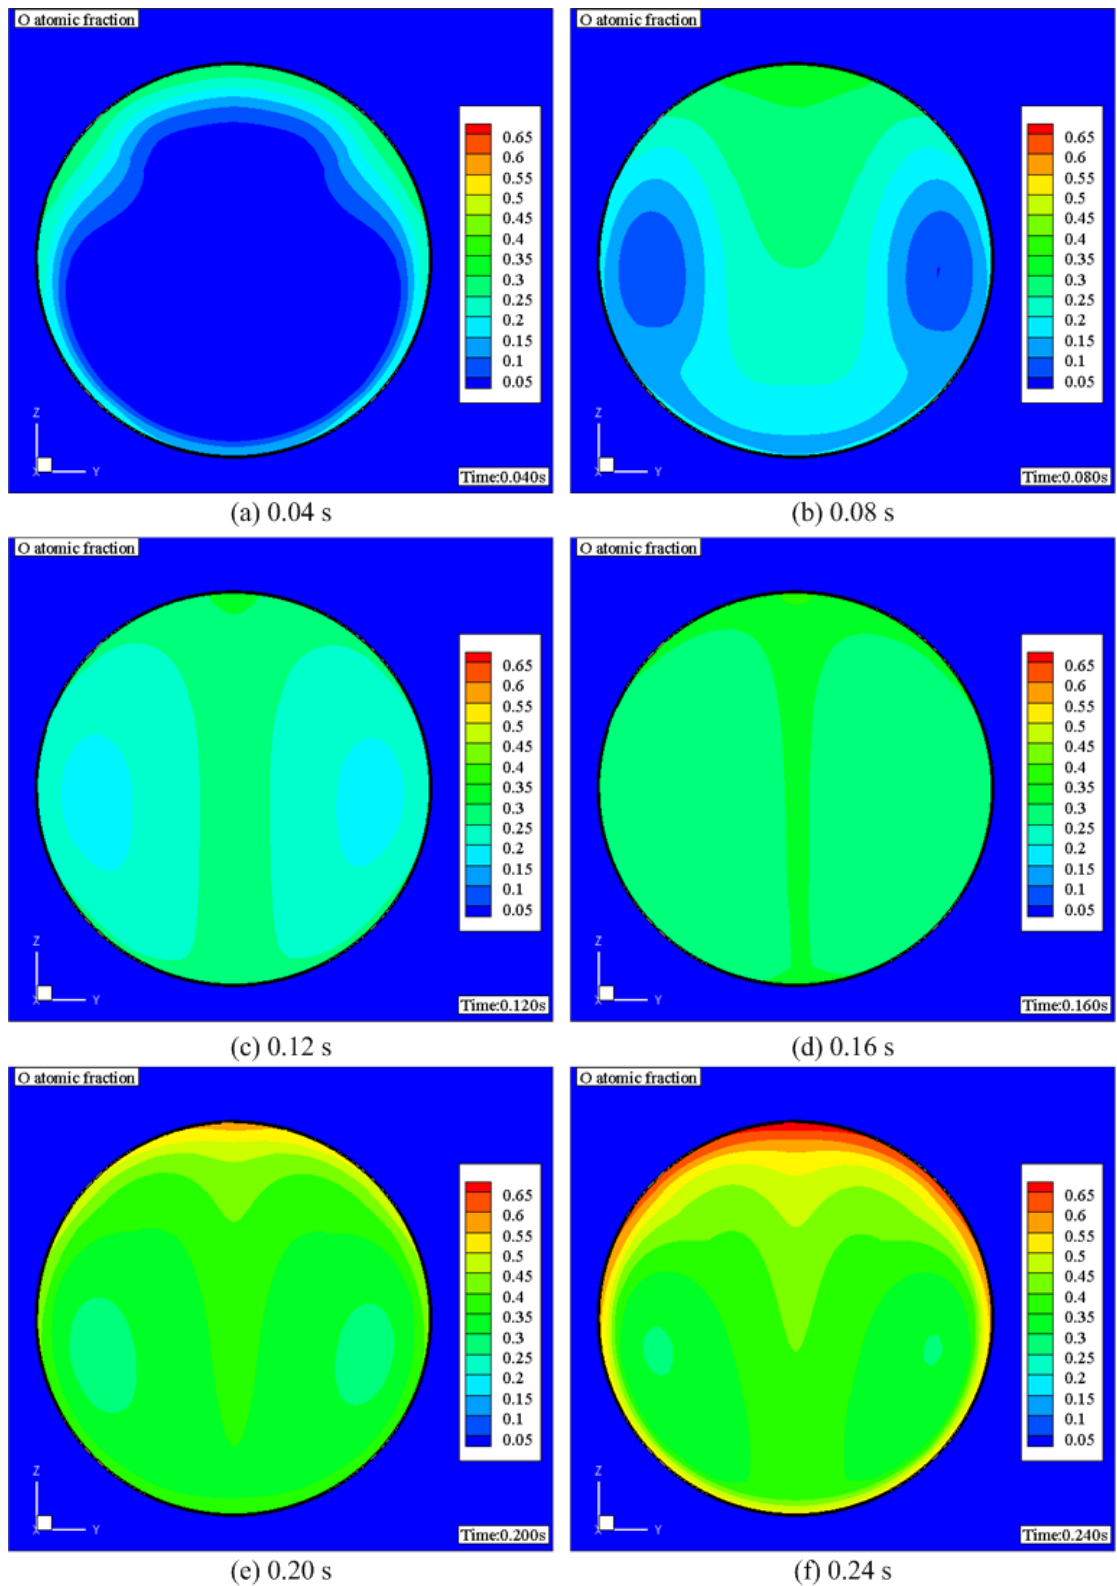 O atomic fraction
0.65
0.6
0.55
0.5
0.45
0.4
0.35
0.3
0.25
0.2
0.15
0.1
0.05
Z
X Y
Time:0.040s
(a) 0.04 s
O atomic fraction
0.65
0.6
0.55
0.5
0.45
0.4
0.35
0.3
0.25
0.2
0.15
0.1
0.05
Z
X Y
Time:0.080s
(b) 0.08 s
O atomic fraction
0.65
0.6
0.55
0.5
0.45
0.4
0.35
0.3
0.25
0.2
0.15
0.1
0.05
Z
X Y
Time:0.120s
(c) 0.12 s
O atomic fraction
0.65
0.6
0.55
0.5
0.45
0.4
0.35
0.3
0.25
0.2
0.15
0.1
0.05
Z
X Y
Time:0.160s
(d) 0.16 s
O atomic fraction
0.65
0.6
0.55
0.5
0.45
0.4
0.35
0.3
0.25
0.2
0.15
0.1
0.05
Z
X Y
Time:0.200s
(e) 0.20 s
O atomic fraction
0.65
0.6
0.55
0.5
0.45
0.4
0.35
0.3
0.25
0.2
0.15
0.1
0.05
Z
X Y
Time:0.240s
(f) 0.24 s